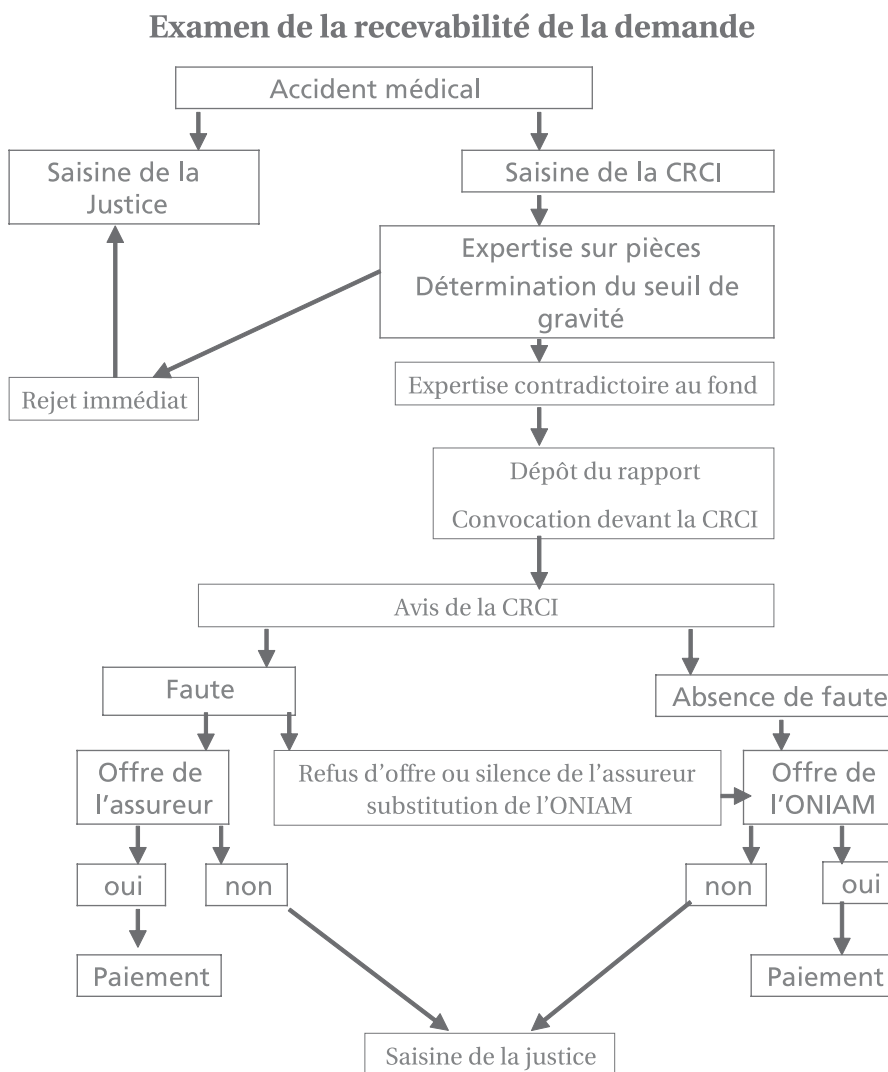 Examen de la recevabilité de la demande
Accident médical
Saisine de la
Justice
Saisine de la CRCI
Expertise sur pièces
Détermination du seuil de
gravité
Rejet immédiat
Expertise contradictoire au fond
Dépôt du rapport
Convocation devant la CRCI
Avis de la CRCI
Faute
Absence de faute
Offre de
l’assureur
Refus d’offre ou silence de l’assureur
substitution de l’ONIAM
Offre de
l’ONIAM
oui
non
non
oui
Paiement
Paiement
Saisine de la justice